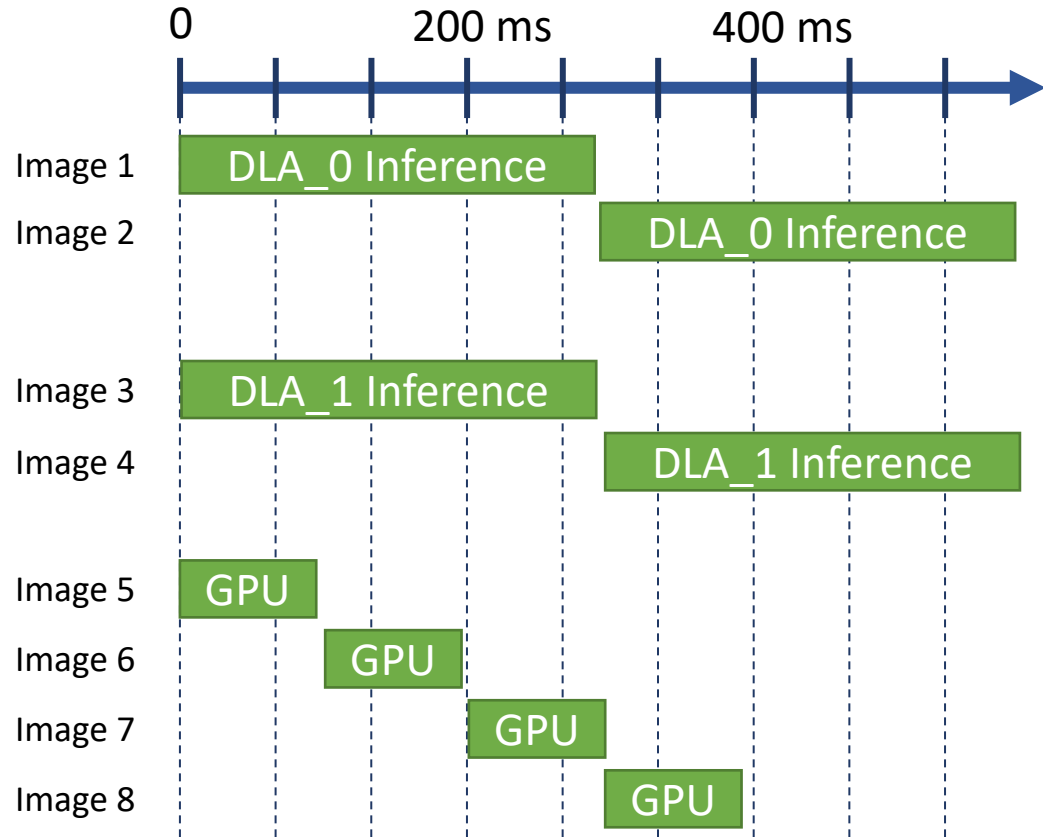 0 200 ms 400 ms
Image 1 DLA_0 Inference
Image 2 DLA_0 Inference
Image 3 DLA_1 Inference
Image 4 DLA_1 Inference
Image 5 GPU
Image 6 GPU
Image 7 GPU
Image 8 GPU